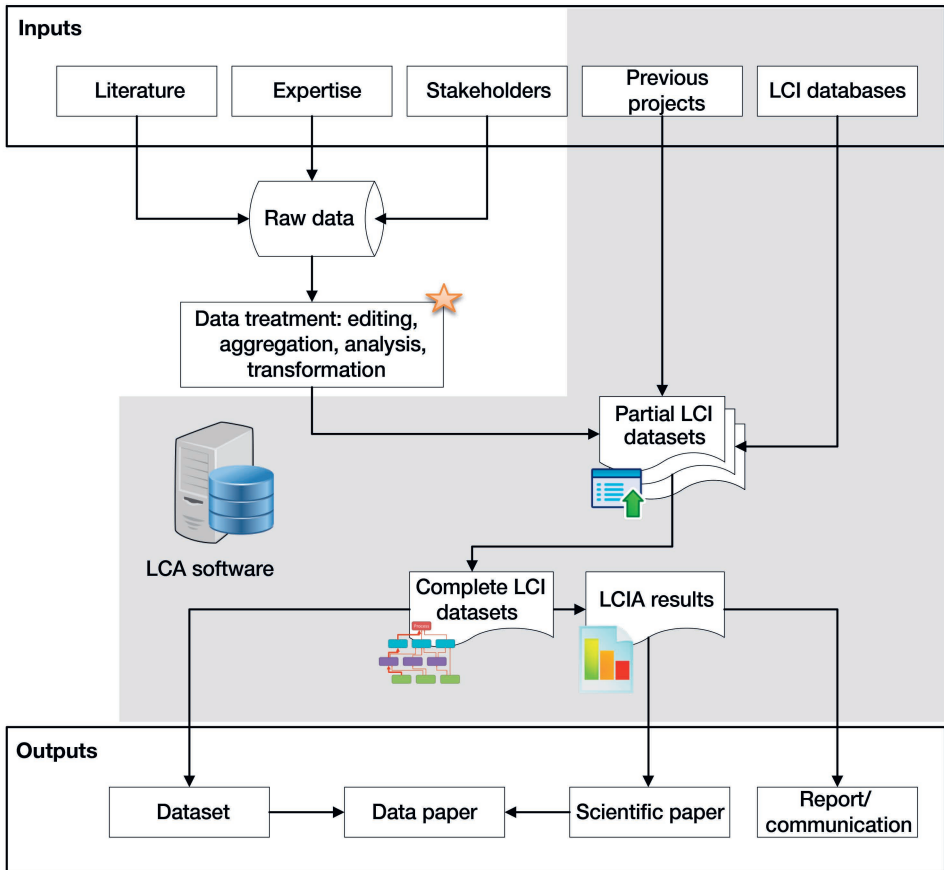 Inputs
Literature
Expertise
Stakeholders
Previous
projects
LCI databases
Raw data
Data treatment: editing,
aggregation, analysis,
transformation
Partial LCI
datasets
LCA software
Complete LCI
datasets
LCIA results
Process
Outputs
Dataset
Data paper
Scientific paper
Report/
communication